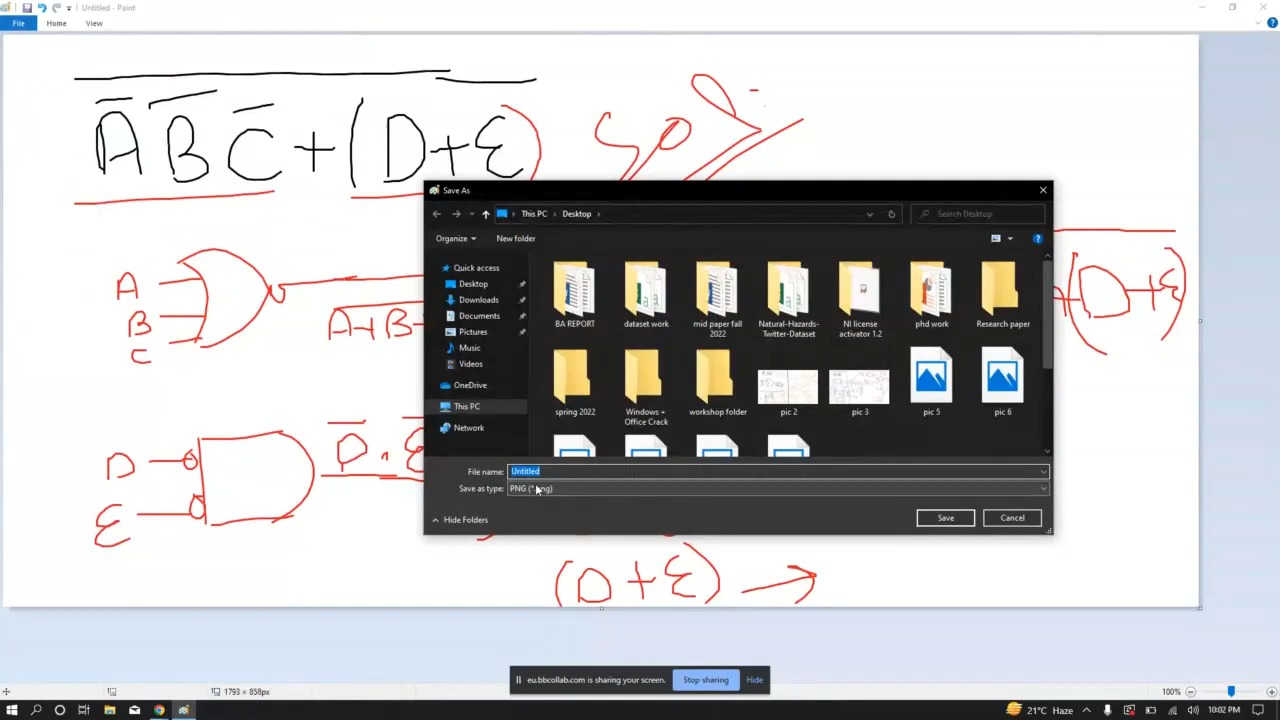 Untitled - Paint
File Home View
A̅ B̅ C̅ + (D+E) SOP
Save As
This PC > Desktop >
Search Desktop
Organize New folder
Quick access
Desktop
Downloads
Documents
Pictures
Music
Videos
OneDrive
This PC
Network
BA REPORT
dataset work
mid paper fall 2022
Natural-Hazards-Twitter-Dataset
NI license activator 1.2
phd work
Research paper
spring 2022
Windows + Office Crack
workshop folder
pic 2
pic 3
pic 5
pic 6
File name: Untitled
Save as type: PNG (*.png)
Hide Folders
Save
Cancel
A
B
C
A+B-
+(D+E)
D
E
D̅ . E̅
(D+E) →
eu.bbcollab.com is sharing your screen. Stop sharing Hide
1793 × 858px
100%
21°C Haze
10:02 PM